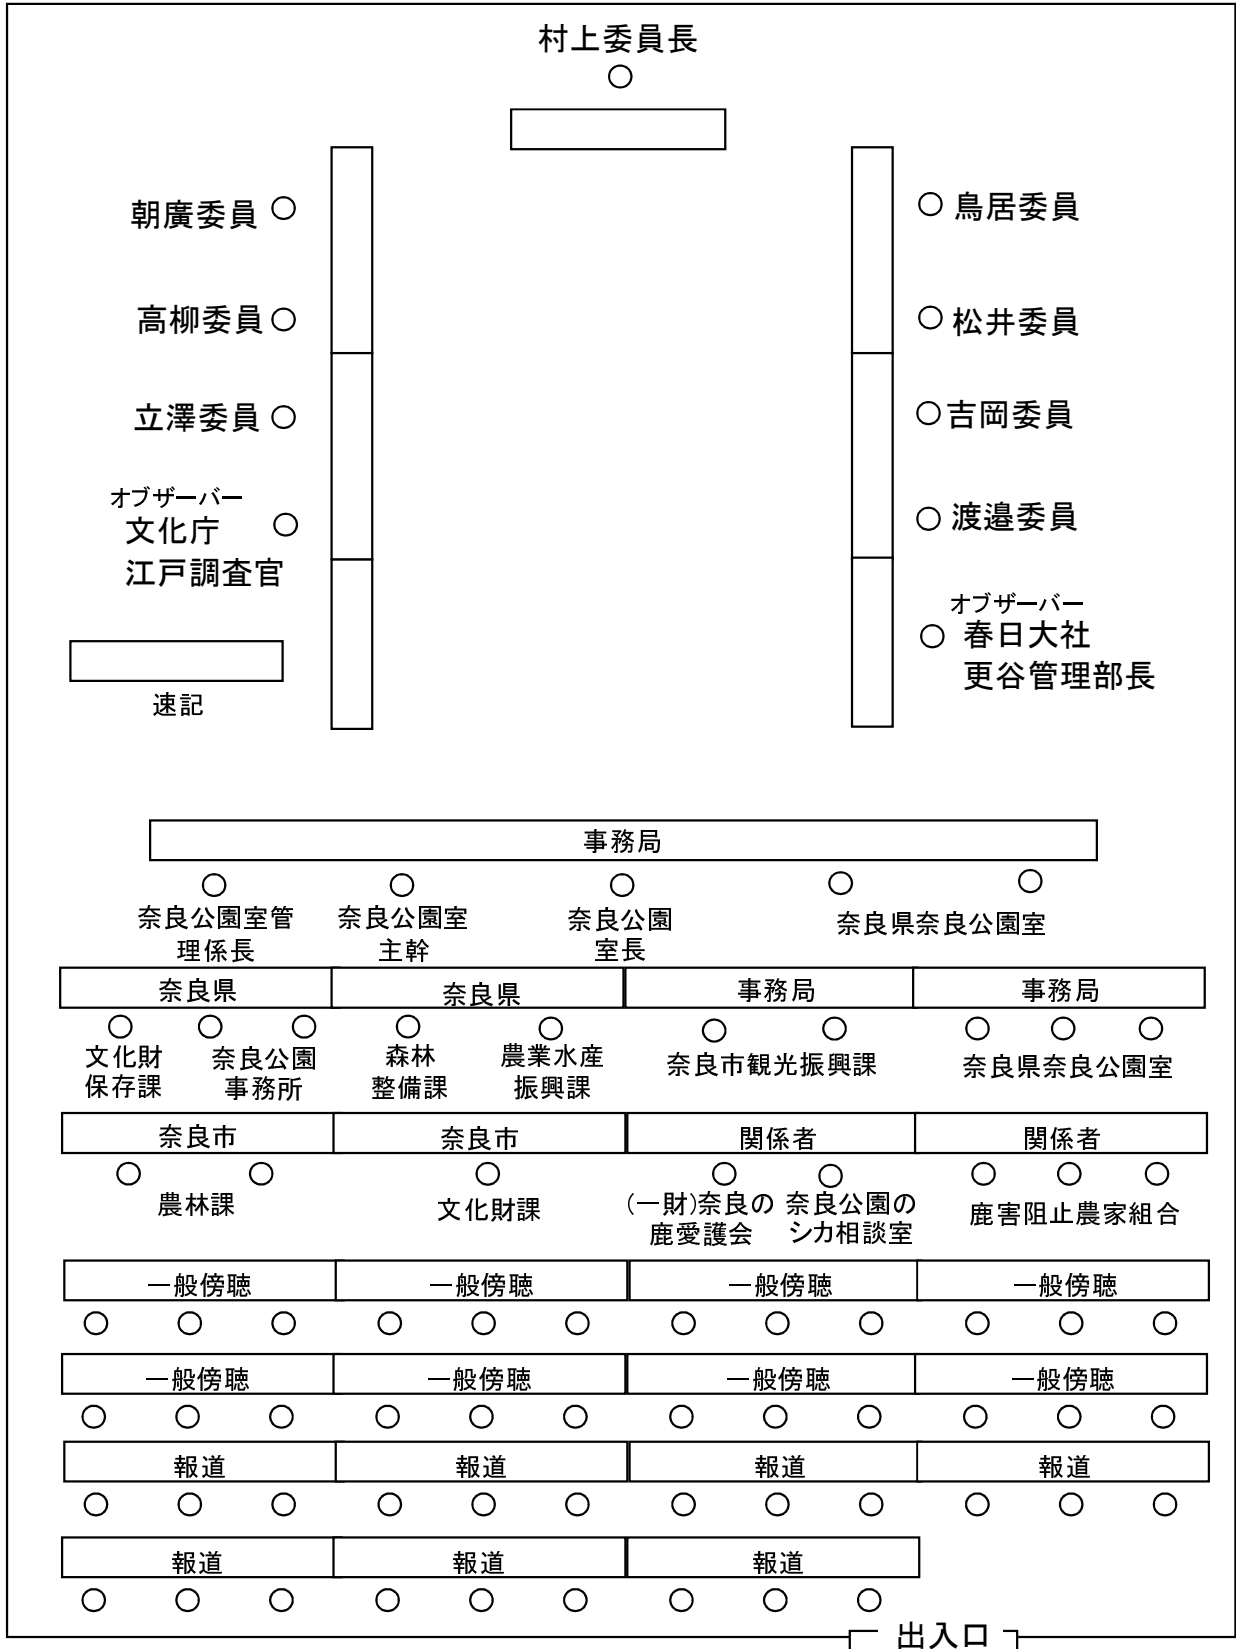 村上委員長
朝廣委員
鳥居委員
高柳委員
松井委員
立澤委員
吉岡委員
オブザーバー
文化庁
江戸調査官
渡邉委員
オブザーバー
春日大社
更谷管理部長
速記
事務局
奈良公園室管
理係長
奈良公園室
主幹
奈良公園
室長
奈良県奈良公園室
奈良県
奈良県
事務局
事務局
文化財
保存課
奈良公園
事務所
森林
整備課
農業水産
振興課
奈良市観光振興課
奈良県奈良公園室
奈良市
奈良市
関係者
関係者
農林課
文化財課
(一財)奈良の
鹿愛護会
奈良公園の
シカ相談室
鹿害阻止農家組合
一般傍聴
一般傍聴
一般傍聴
一般傍聴
一般傍聴
一般傍聴
一般傍聴
一般傍聴
報道
報道
報道
報道
報道
報道
報道
出入口